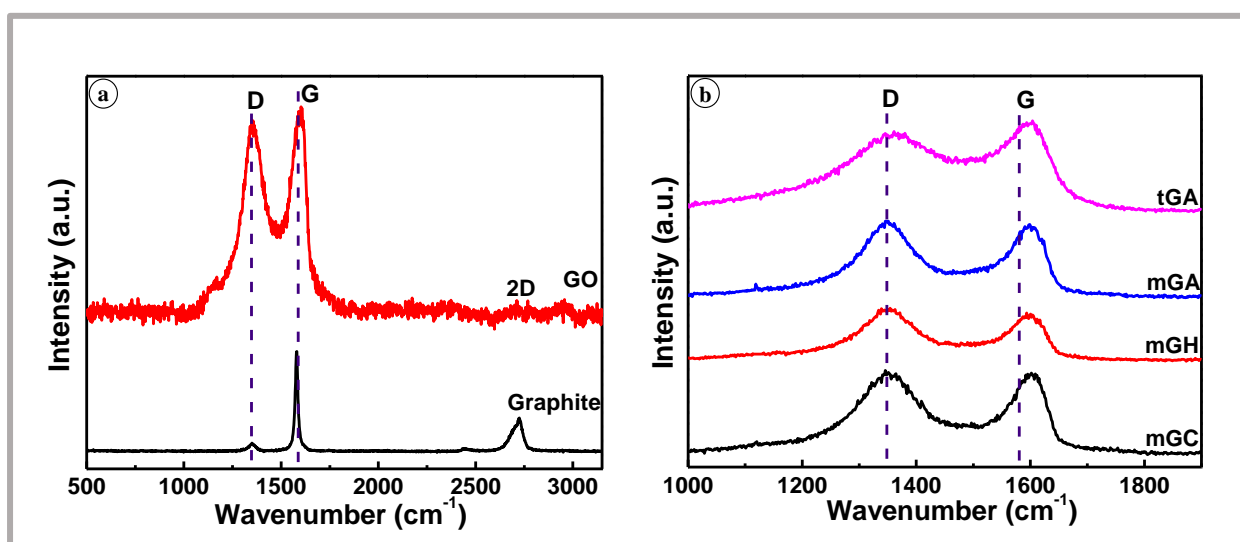 a
D
G
2D
GO
Graphite
Intensity (a.u.)
500 1000 1500 2000 2500 3000
Wavenumber (cm⁻¹)
b
D
G
tGA
mGA
mGH
mGC
Intensity (a.u.)
1000 1200 1400 1600 1800
Wavenumber (cm⁻¹)